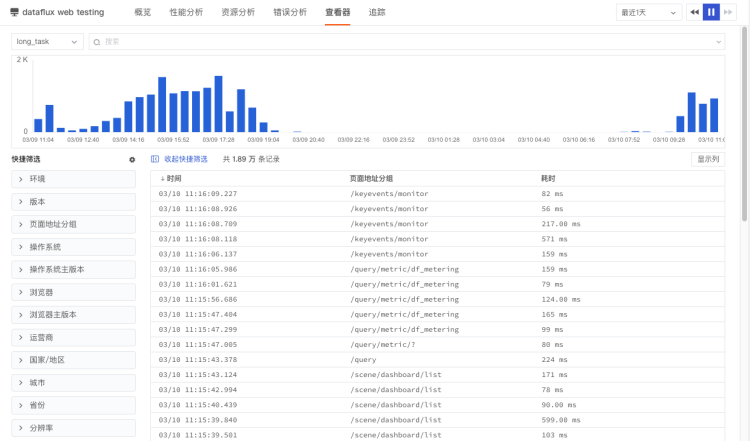 dataflux web testing 概览 性能分析 资源分析 错误分析 查看器 追踪 最近1天
long_task 搜索
2 K
0
03/09 11:04 03/09 12:40 03/09 14:16 03/09 15:52 03/09 17:28 03/09 19:04 03/09 20:40 03/09 22:16 03/09 23:52 03/10 01:28 03/10 03:04 03/10 04:40 03/10 06:16 03/10 07:52 03/10 09:28 03/10 11:0
快捷筛选 收起快捷筛选 共 1.89 万 条记录 显示列
环境
版本
页面地址分组
操作系统
操作系统主版本
浏览器
浏览器主版本
运营商
国家/地区
城市
省份
分辨率
时间 页面地址分组 耗时
03/10 11:16:09.227 /keyevents/monitor 82 ms
03/10 11:16:08.926 /keyevents/monitor 56 ms
03/10 11:16:08.709 /keyevents/monitor 217.00 ms
03/10 11:16:08.118 /keyevents/monitor 571 ms
03/10 11:16:06.137 /keyevents/monitor 159 ms
03/10 11:16:05.986 /query/metric/df_metering 159 ms
03/10 11:16:01.621 /query/metric/df_metering 79 ms
03/10 11:15:56.686 /query/metric/df_metering 124.00 ms
03/10 11:15:47.404 /query/metric/df_metering 165 ms
03/10 11:15:47.299 /query/metric/df_metering 99 ms
03/10 11:15:47.005 /query/metric/? 80 ms
03/10 11:15:43.378 /query 224 ms
03/10 11:15:43.124 /scene/dashboard/list 171 ms
03/10 11:15:42.994 /scene/dashboard/list 78 ms
03/10 11:15:40.439 /scene/dashboard/list 90.00 ms
03/10 11:15:39.840 /scene/dashboard/list 599.00 ms
03/10 11:15:39.501 /scene/dashboard/list 103 ms